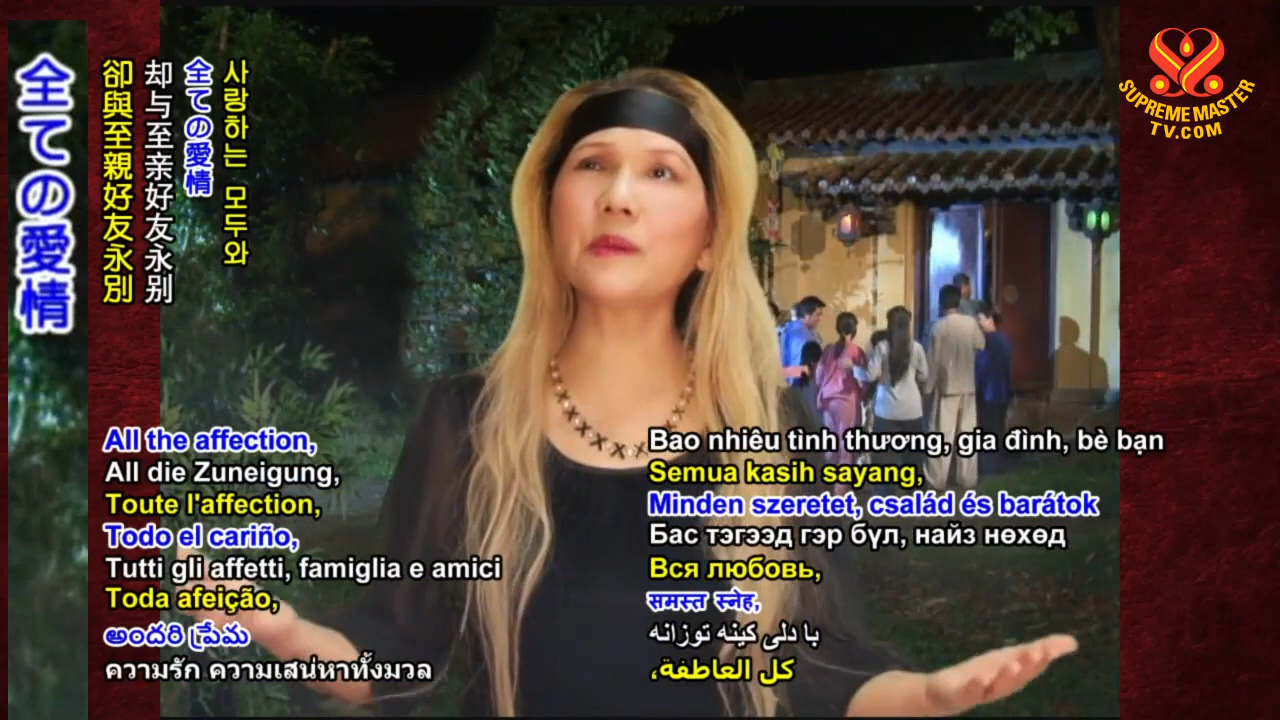 全ての愛情
卻與至親好友永別
却与至亲好友永别
全ての愛情
사랑하는 모두와
SUPREME MASTER
TV.COM
All the affection,
All die Zuneigung,
Toute l'affection,
Todo el cariño,
Tutti gli affetti, famiglia e amici
Toda afeição,
అందరి ప్రేమ
ความรัก ความเสน่หาทั้งมวล
Bao nhiêu tình thương, gia đình, bè bạn
Semua kasih sayang,
Minden szeretet, család és barátok
Бас тэгээд гэр бүл, найз нөхөд
Вся любовь,
समस्त स्नेह,
با دلی کینه توزانه
كل العاطفة،